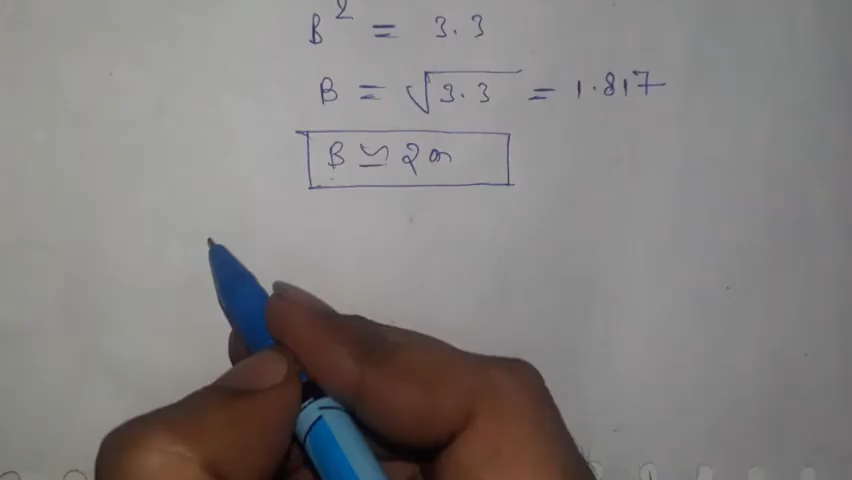 B² = 3.3
B = √3.3 = 1.817
B ≃ 2m